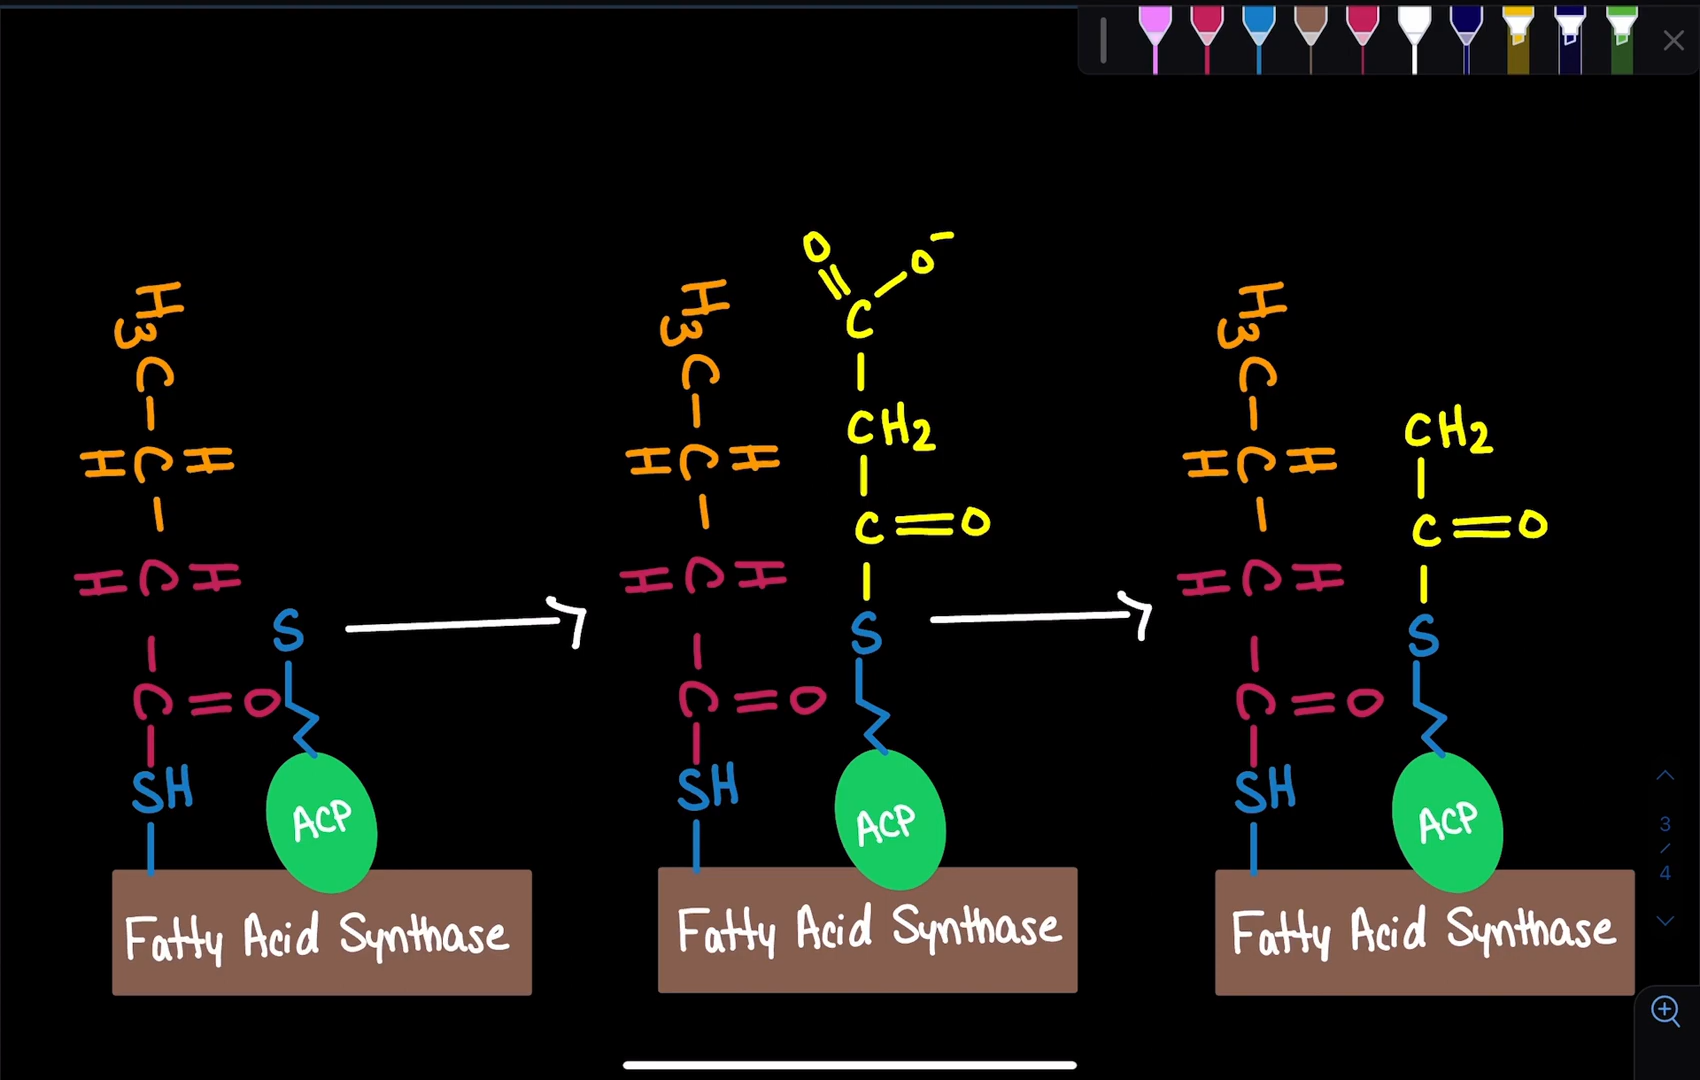 H3C
H C H
H C H
C=O
SH
S
ACP
Fatty Acid Synthase
H3C
H C H
H C H
C=O
SH
O
O⁻
C
CH2
C=O
S
ACP
Fatty Acid Synthase
H3C
H C H
H C H
C=O
SH
CH2
C=O
S
ACP
Fatty Acid Synthase
3
/
4